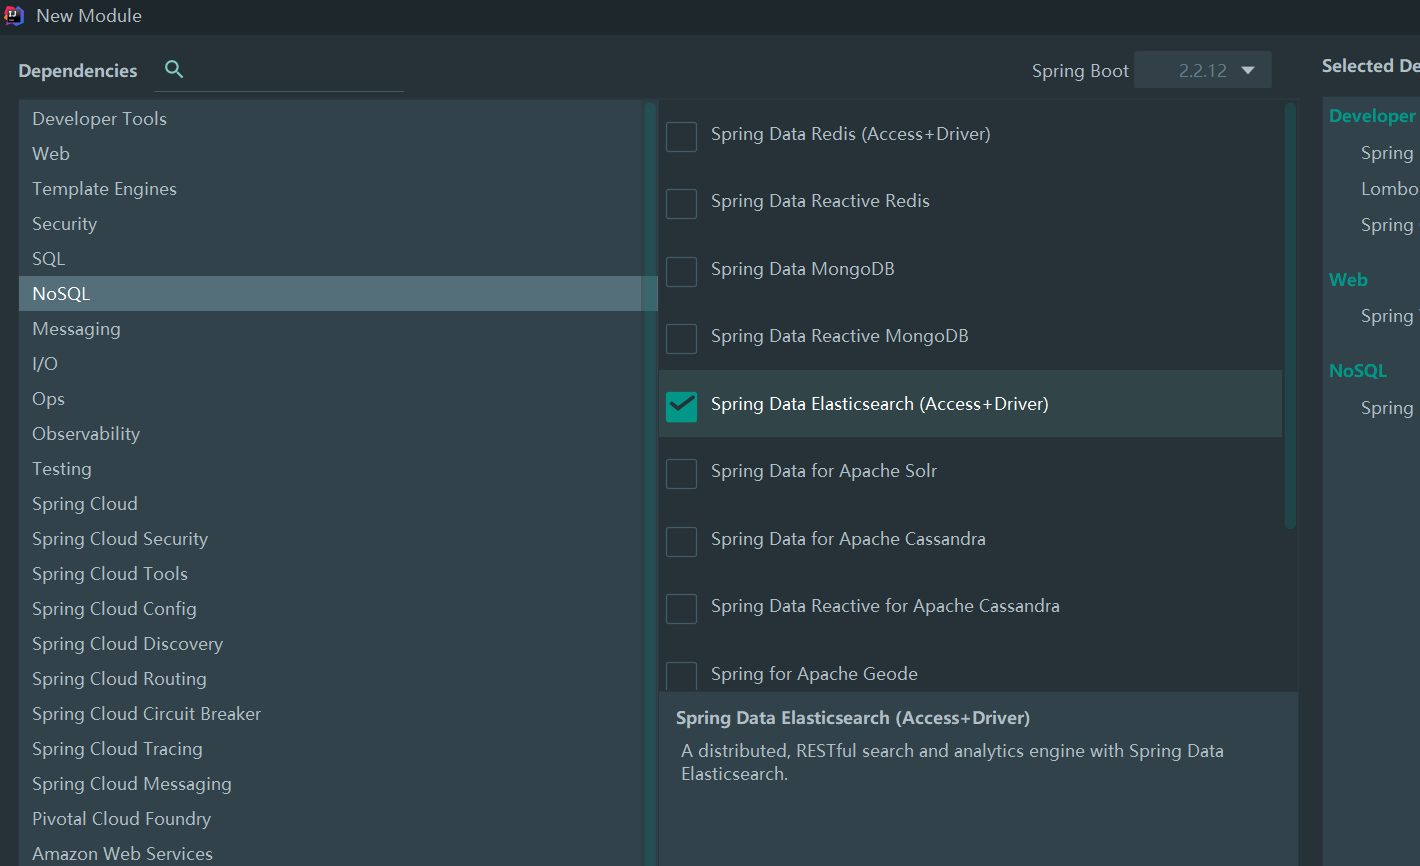 New Module
Dependencies
Spring Boot 2.2.12
Selected De
Developer Tools
Web
Template Engines
Security
SQL
NoSQL
Messaging
I/O
Ops
Observability
Testing
Spring Cloud
Spring Cloud Security
Spring Cloud Tools
Spring Cloud Config
Spring Cloud Discovery
Spring Cloud Routing
Spring Cloud Circuit Breaker
Spring Cloud Tracing
Spring Cloud Messaging
Pivotal Cloud Foundry
Amazon Web Services
Spring Data Redis (Access+Driver)
Spring Data Reactive Redis
Spring Data MongoDB
Spring Data Reactive MongoDB
Spring Data Elasticsearch (Access+Driver)
Spring Data for Apache Solr
Spring Data for Apache Cassandra
Spring Data Reactive for Apache Cassandra
Spring for Apache Geode
Spring Data Elasticsearch (Access+Driver)
A distributed, RESTful search and analytics engine with Spring Data
Elasticsearch.
Developer
Spring
Lombo
Spring
Web
Spring
NoSQL
Spring